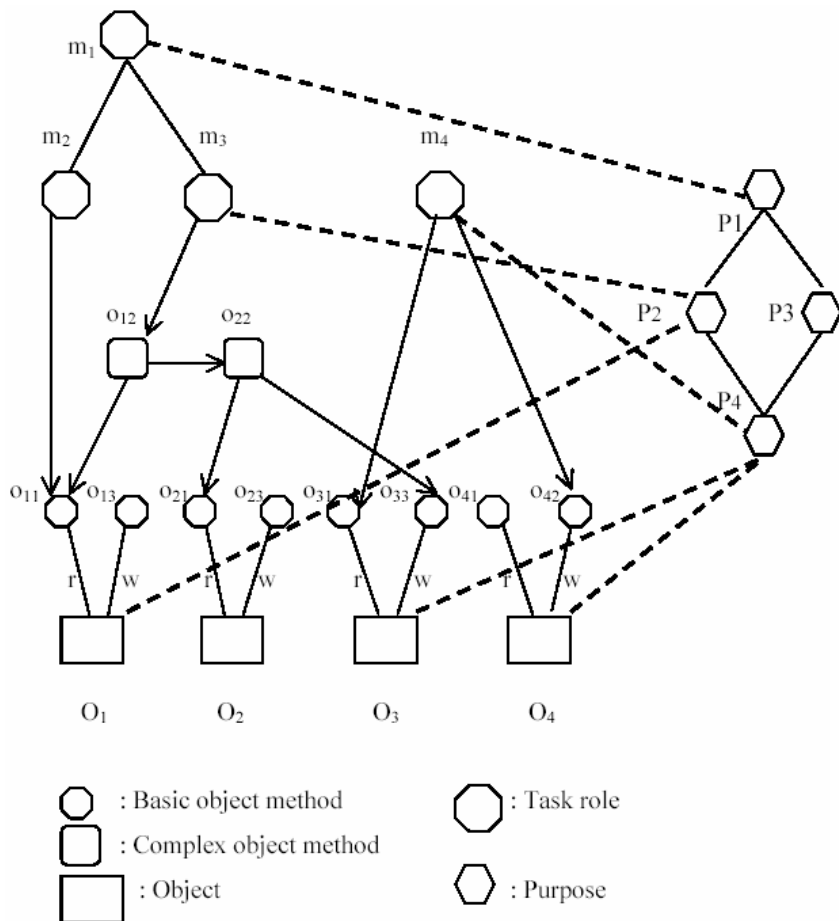 m₁
m₂ m₃ m₄
P1
P2 P3
o₁₂ o₂₂
P4
o₁₁ o₁₃ o₂₁ o₂₃ o₃₁ o₃₃ o₄₁ o₄₂
r w r w r w r w
O₁ O₂ O₃ O₄
: Basic object method : Task role
: Complex object method
: Object : Purpose